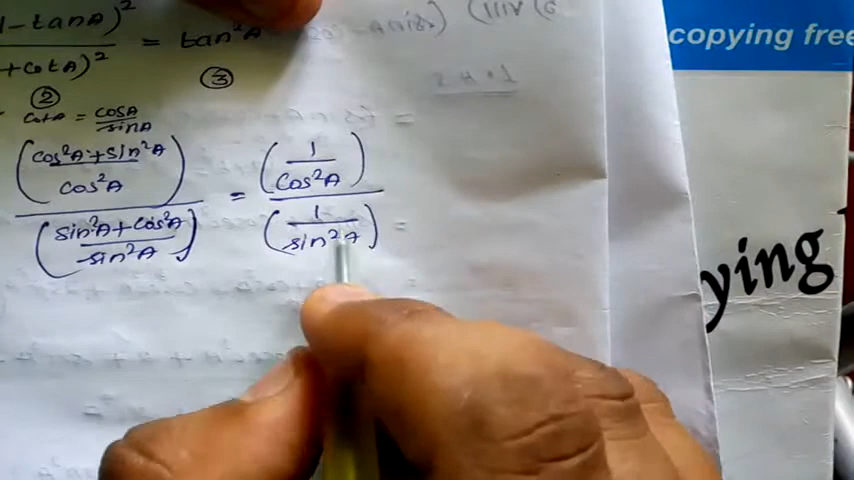 1 - tanA)² / + cotA)² = tan²A
② ③
cotA = cosA / sinA
(cos²A + sin²A / cos²A) / (sin²A + cos²A / sin²A) = (1 / cos²A) / (1 / sin²A)
copying free
ying